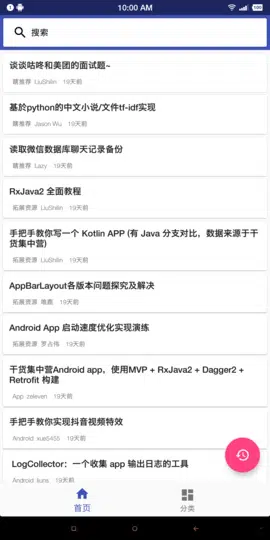 10:00 AM
搜索
谈谈咕咚和美团的面试题~
瞎推荐 LiuShilin 19天前
基於python的中文小说/文件tf-idf实现
瞎推荐 Jason Wu 19天前
读取微信数据库聊天记录备份
瞎推荐 Lazy 19天前
RxJava2 全面教程
拓展资源 LiuShilin 19天前
手把手教你写一个 Kotlin APP (有 Java 分支对比，数据来源于干
货集中营)
拓展资源 LiuShilin 19天前
AppBarLayout各版本问题探究及解决
拓展资源 19天前
Android App 启动速度优化实现演练
拓展资源 罗占伟 19天前
干货集中营Android app，使用MVP + RxJava2 + Dagger2 +
Retrofit 构建
App zeleven 19天前
手把手教你实现抖音视频特效
Android xue5455 19天前
LogCollector：一个收集 app 输出日志的工具
Android 19天前
首页
分类